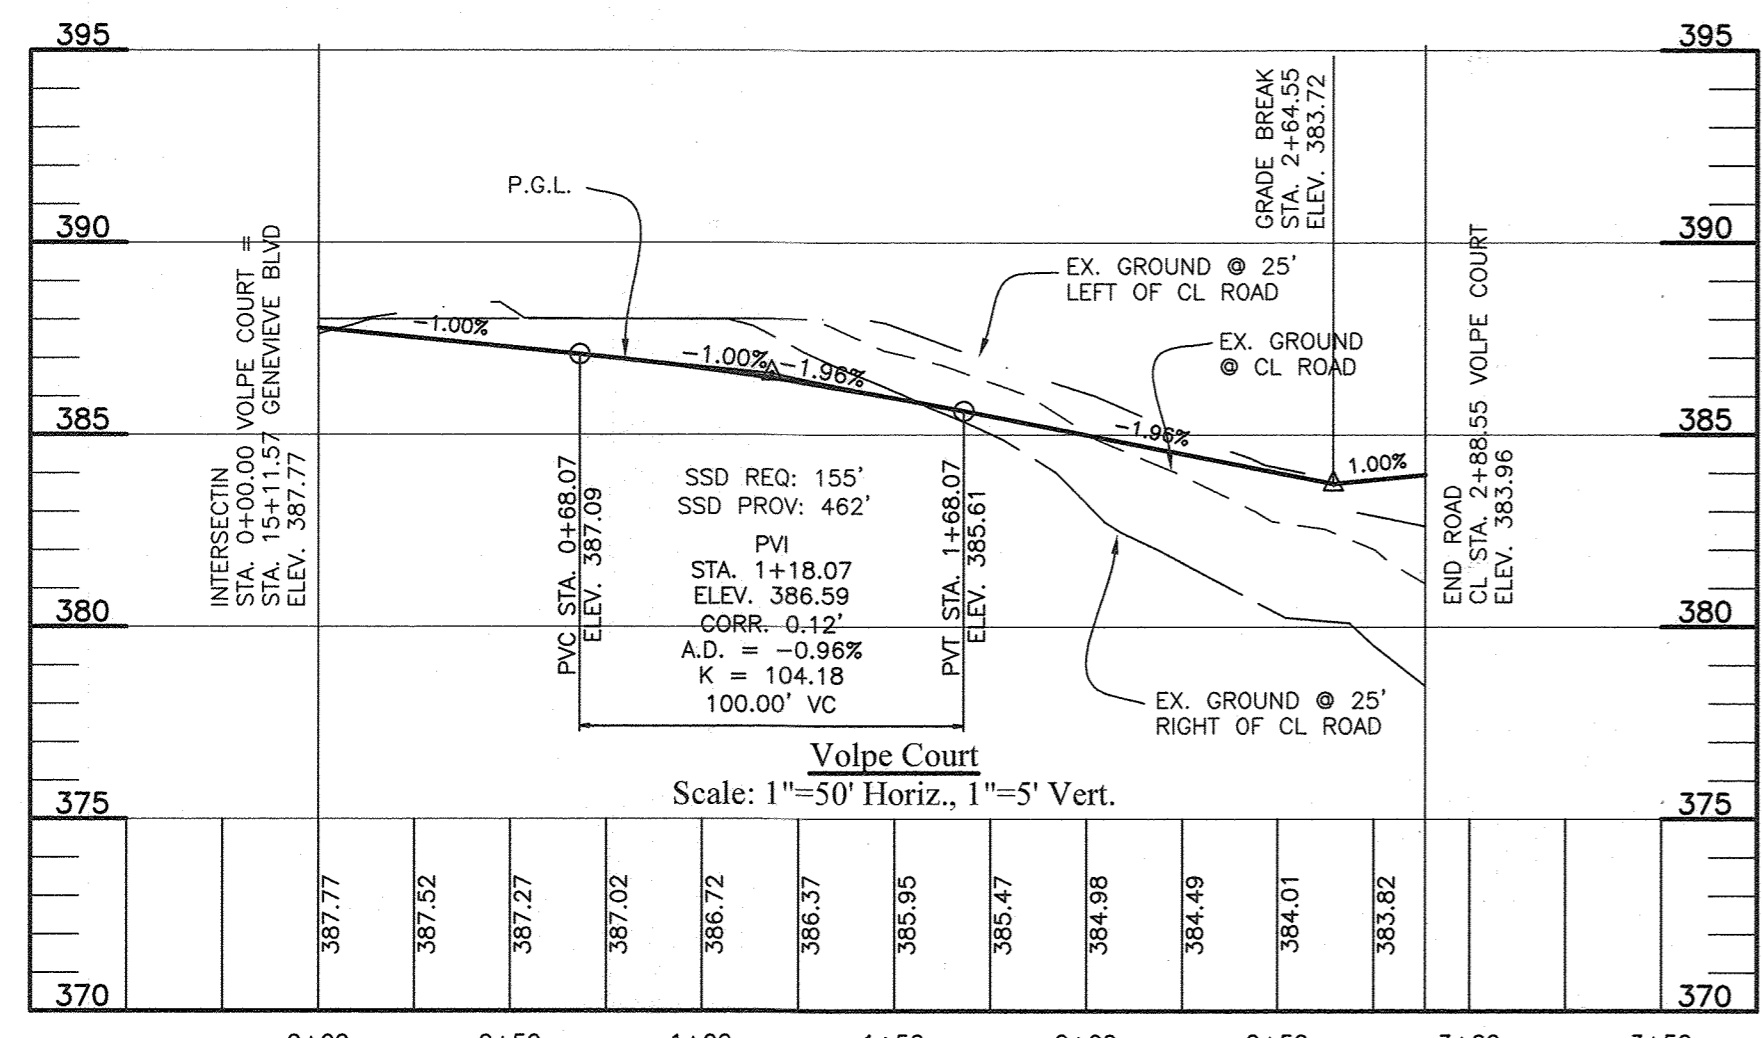 395
395
390
390
385
385
380
380
375
375
370
370
P.G.L.
GRADE BREAK
STA. 2+64.55
ELEV. 383.72
EX. GROUND @ 25'
LEFT OF CL ROAD
EX. GROUND
@ CL ROAD
-1.00%
-1.00%
-1.96%
-1.96%
1.00%
INTERSECTIN
STA. 0+00.00 VOLPE COURT =
STA. 15+11.57 GENEVIEVE BLVD
ELEV. 387.77
PVC STA. 0+68.07
ELEV. 387.09
SSD REQ: 155'
SSD PROV: 462'
PVI
STA. 1+18.07
ELEV. 386.59
CORR. 0.12'
A.D. = -0.96%
K = 104.18
100.00' VC
PVT STA. 1+68.07
ELEV. 385.61
END ROAD
CL STA. 2+88.55 VOLPE COURT
ELEV. 383.96
EX. GROUND @ 25'
RIGHT OF CL ROAD
Volpe Court
Scale: 1"=50' Horiz., 1"=5' Vert.
387.77
387.52
387.27
387.02
386.72
386.37
385.95
385.47
384.98
384.49
384.01
383.82